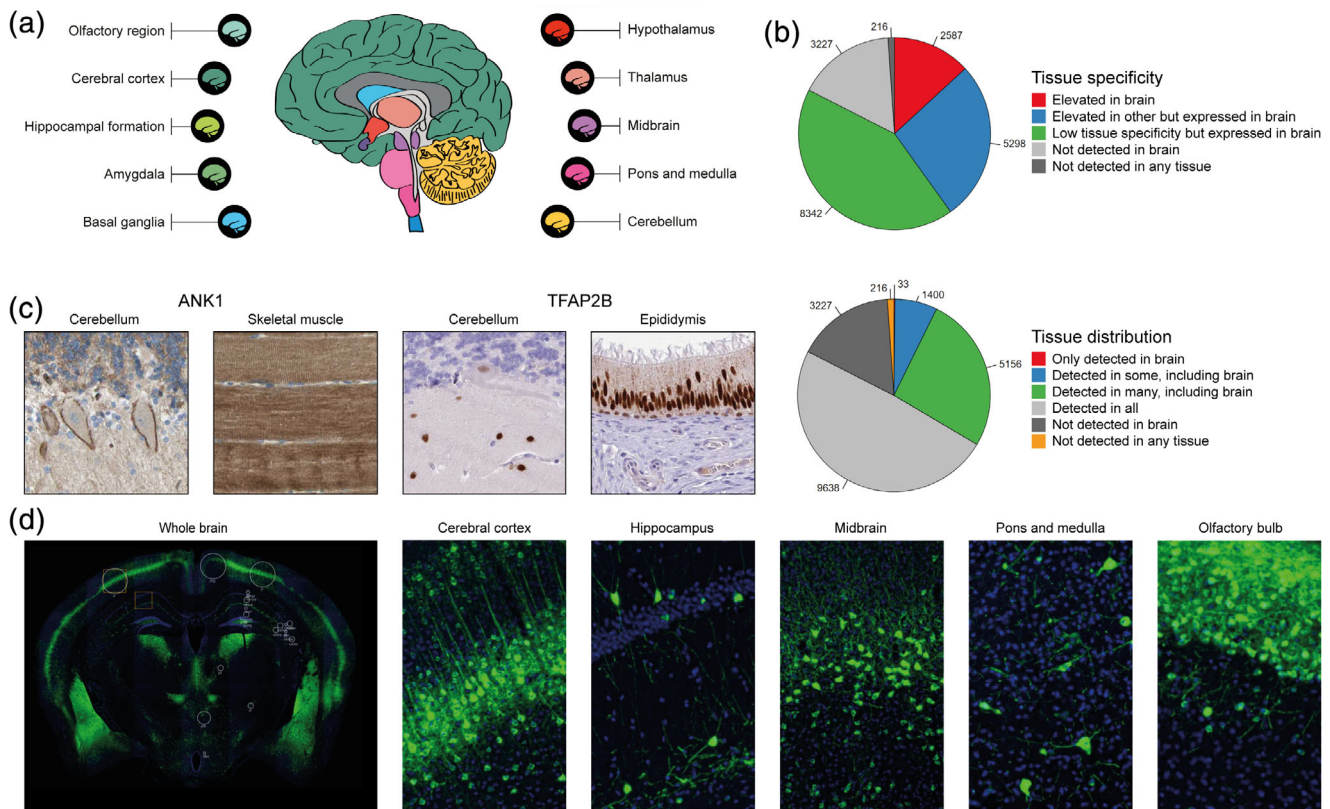 (a)
Olfactory region
Cerebral cortex
Hippocampal formation
Amygdala
Basal ganglia
Hypothalamus
Thalamus
Midbrain
Pons and medulla
Cerebellum
(b)
216
2587
3227
5298
8342
Tissue specificity
Elevated in brain
Elevated in other but expressed in brain
Low tissue specificity but expressed in brain
Not detected in brain
Not detected in any tissue
216
33
1400
3227
5156
9638
Tissue distribution
Only detected in brain
Detected in some, including brain
Detected in many, including brain
Detected in all
Not detected in brain
Not detected in any tissue
(c)
ANK1
TFAP2B
Cerebellum
Skeletal muscle
Cerebellum
Epididymis
(d)
Whole brain
Cerebral cortex
Hippocampus
Midbrain
Pons and medulla
Olfactory bulb